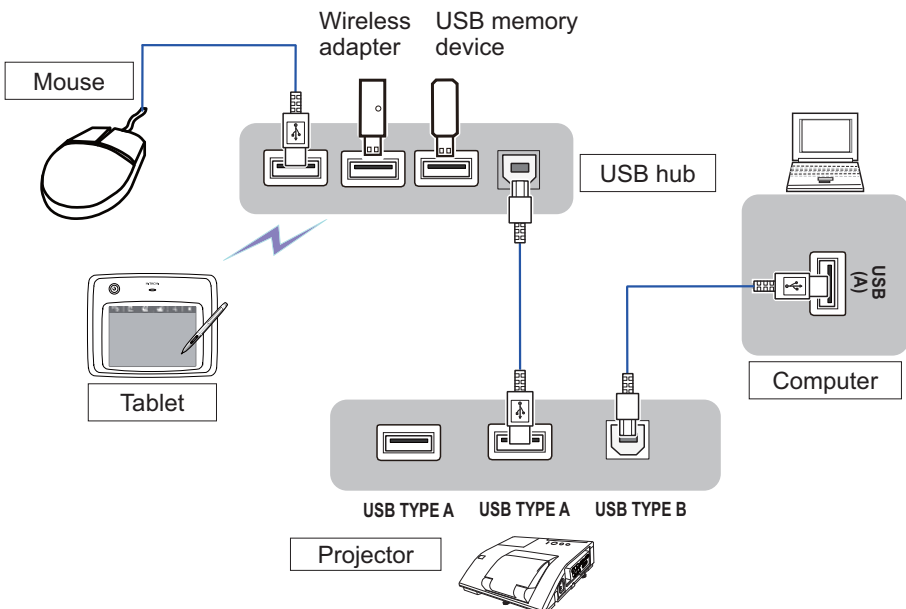 Wireless adapter
USB memory device
Mouse
USB hub
USB (A)
Computer
Tablet
USB TYPE A
USB TYPE A
USB TYPE B
Projector